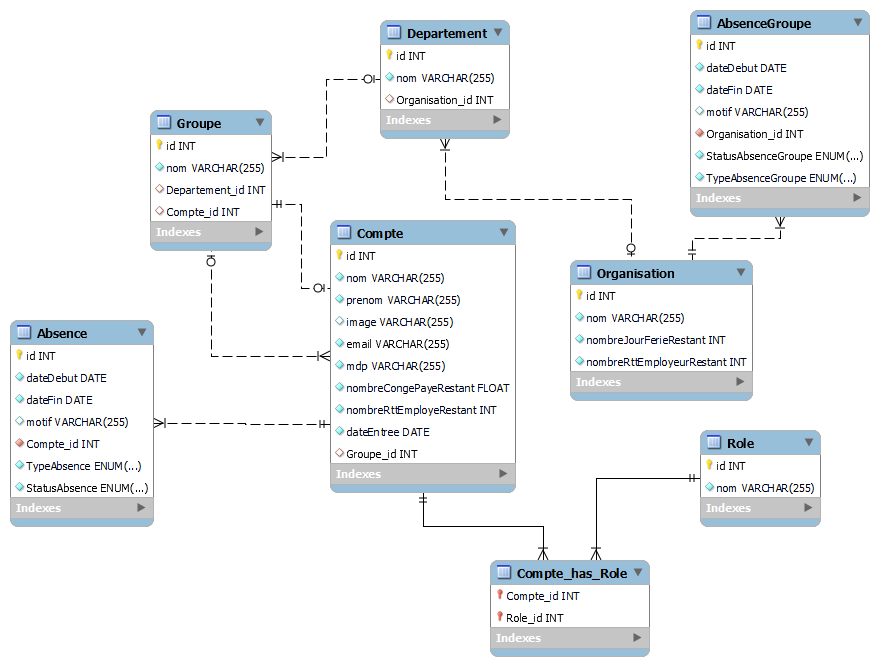 Departement
id INT
nom VARCHAR(255)
Organisation_id INT
Indexes
AbsenceGroupe
id INT
dateDebut DATE
dateFin DATE
motif VARCHAR(255)
Organisation_id INT
StatusAbsenceGroupe ENUM(...)
TypeAbsenceGroupe ENUM(...)
Indexes
Groupe
id INT
nom VARCHAR(255)
Departement_id INT
Compte_id INT
Indexes
Compte
id INT
nom VARCHAR(255)
prenom VARCHAR(255)
image VARCHAR(255)
email VARCHAR(255)
mdp VARCHAR(255)
nombreCongePayeRestant FLOAT
nombreRttEmployeRestant INT
dateEntree DATE
Groupe_id INT
Indexes
Organisation
id INT
nom VARCHAR(255)
nombreJourFerieRestant INT
nombreRttEmployeurRestant INT
Indexes
Absence
id INT
dateDebut DATE
dateFin DATE
motif VARCHAR(255)
Compte_id INT
TypeAbsence ENUM(...)
StatusAbsence ENUM(...)
Indexes
Role
id INT
nom VARCHAR(255)
Indexes
Compte_has_Role
Compte_id INT
Role_id INT
Indexes